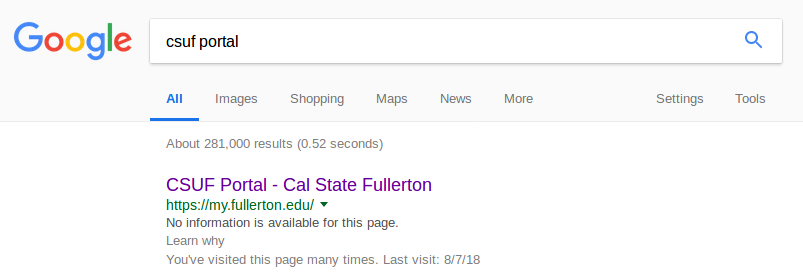 Google
csuf portal
All Images Shopping Maps News More Settings Tools
About 281,000 results (0.52 seconds)
CSUF Portal - Cal State Fullerton
https://my.fullerton.edu/
No information is available for this page.
Learn why
You've visited this page many times. Last visit: 8/7/18